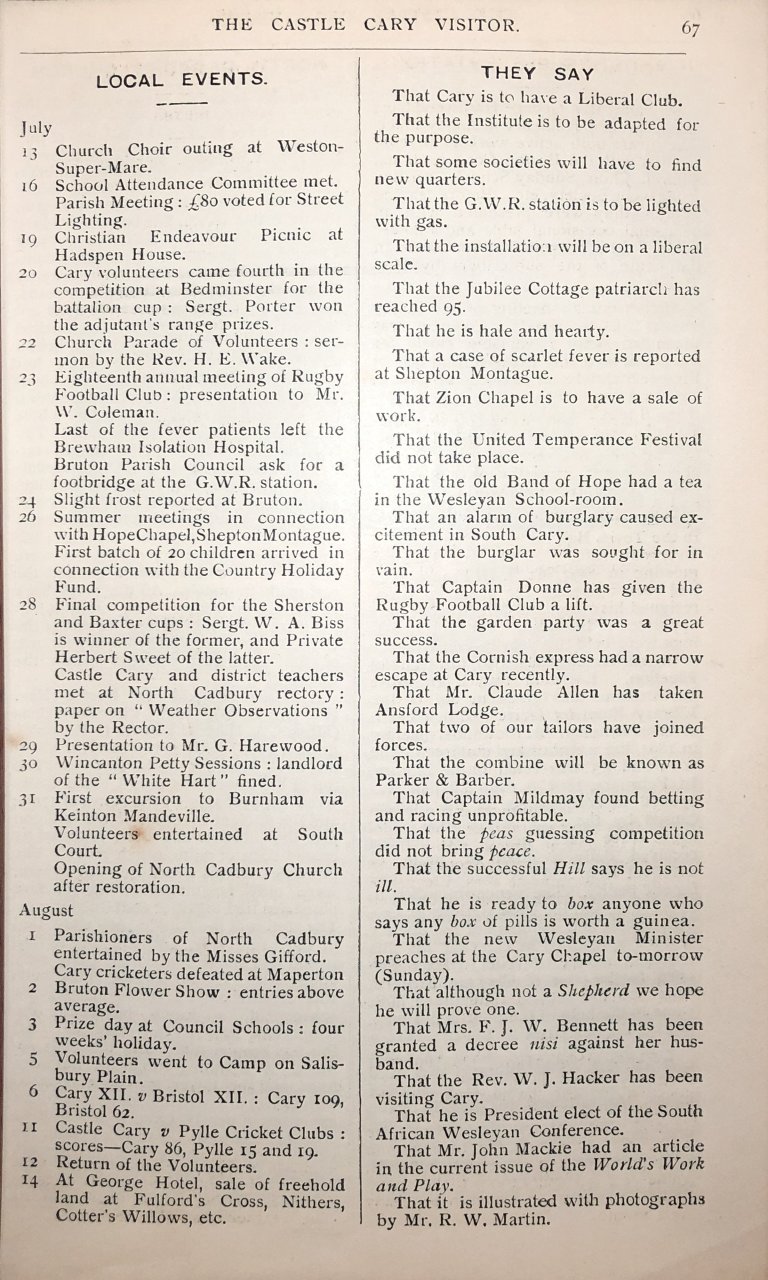 THE CASTLE CARY VISITOR. 67
LOCAL EVENTS.
July
13 Church Choir outing at Weston-
Super-Mare.
16 School Attendance Committee met.
Parish Meeting : £80 voted for Street
Lighting.
19 Christian Endeavour Picnic at
Hadspen House.
20 Cary volunteers came fourth in the
competition at Bedminster for the
battalion cup : Sergt. Porter won
the adjutant's range prizes.
22 Church Parade of Volunteers : ser-
mon by the Rev. H. E. Wake.
23 Eighteenth annual meeting of Rugby
Football Club : presentation to Mr.
W. Coleman.
Last of the fever patients left the
Brewham Isolation Hospital.
Bruton Parish Council ask for a
footbridge at the G.W.R. station.
24 Slight frost reported at Bruton.
26 Summer meetings in connection
with Hope Chapel, Shepton Montague.
First batch of 20 children arrived in
connection with the Country Holiday
Fund.
28 Final competition for the Sherston
and Baxter cups : Sergt. W. A. Biss
is winner of the former, and Private
Herbert Sweet of the latter.
Castle Cary and district teachers
met at North Cadbury rectory :
paper on “ Weather Observations ”
by the Rector.
29 Presentation to Mr. G. Harewood.
30 Wincanton Petty Sessions : landlord
of the “ White Hart ” fined.
31 First excursion to Burnham via
Keinton Mandeville.
Volunteers entertained at South
Court.
Opening of North Cadbury Church
after restoration.
August
1 Parishioners of North Cadbury
entertained by the Misses Gifford.
Cary cricketers defeated at Maperton
2 Bruton Flower Show : entries above
average.
3 Prize day at Council Schools : four
weeks' holiday.
5 Volunteers went to Camp on Salis-
bury Plain.
6 Cary XII. v Bristol XII. : Cary 109,
Bristol 62.
11 Castle Cary v Pylle Cricket Clubs :
scores—Cary 86, Pylle 15 and 19.
12 Return of the Volunteers.
14 At George Hotel, sale of freehold
land at Fulford's Cross, Nithers,
Cotter's Willows, etc.
THEY SAY
That Cary is to have a Liberal Club.
That the Institute is to be adapted for
the purpose.
That some societies will have to find
new quarters.
That the G.W.R. station is to be lighted
with gas.
That the installation will be on a liberal
scale.
That the Jubilee Cottage patriarch has
reached 95.
That he is hale and hearty.
That a case of scarlet fever is reported
at Shepton Montague.
That Zion Chapel is to have a sale of
work.
That the United Temperance Festival
did not take place.
That the old Band of Hope had a tea
in the Wesleyan School-room.
That an alarm of burglary caused ex-
citement in South Cary.
That the burglar was sought for in
vain.
That Captain Donne has given the
Rugby Football Club a lift.
That the garden party was a great
success.
That the Cornish express had a narrow
escape at Cary recently.
That Mr. Claude Allen has taken
Ansford Lodge.
That two of our tailors have joined
forces.
That the combine will be known as
Parker & Barber.
That Captain Mildmay found betting
and racing unprofitable.
That the peas guessing competition
did not bring peace.
That the successful Hill says he is not
ill.
That he is ready to box anyone who
says any box of pills is worth a guinea.
That the new Wesleyan Minister
preaches at the Cary Chapel to-morrow
(Sunday).
That although not a Shepherd we hope
he will prove one.
That Mrs. F. J. W. Bennett has been
granted a decree nisi against her hus-
band.
That the Rev. W. J. Hacker has been
visiting Cary.
That he is President elect of the South
African Wesleyan Conference.
That Mr. John Mackie had an article
in the current issue of the World's Work
and Play.
That it is illustrated with photographs
by Mr. R. W. Martin.